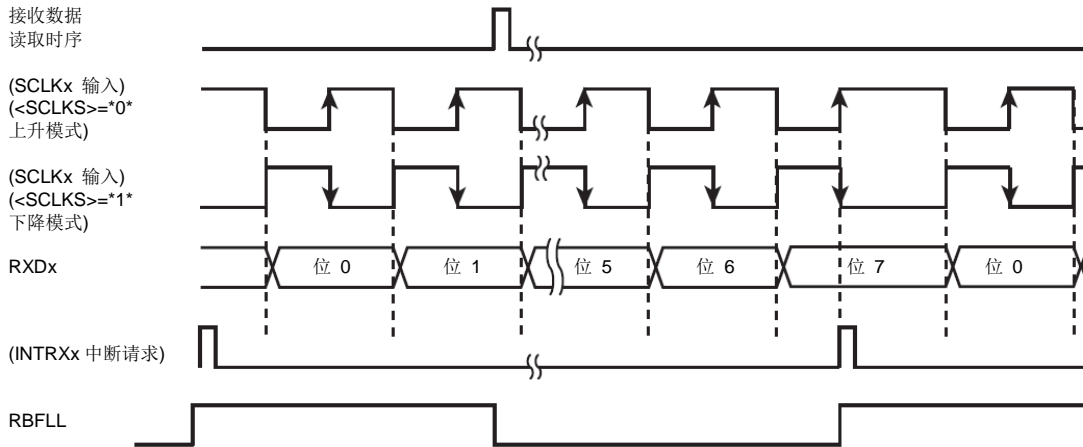 接收数据
读取时序
(SCLKx 输入)
(<SCLKS>=*0*
上升模式)
(SCLKx 输入)
(<SCLKS>=*1*
下降模式)
RXDx
位 0
位 1
位 5
位 6
位 7
位 0
(INTRXx 中断请求)
RBFLL